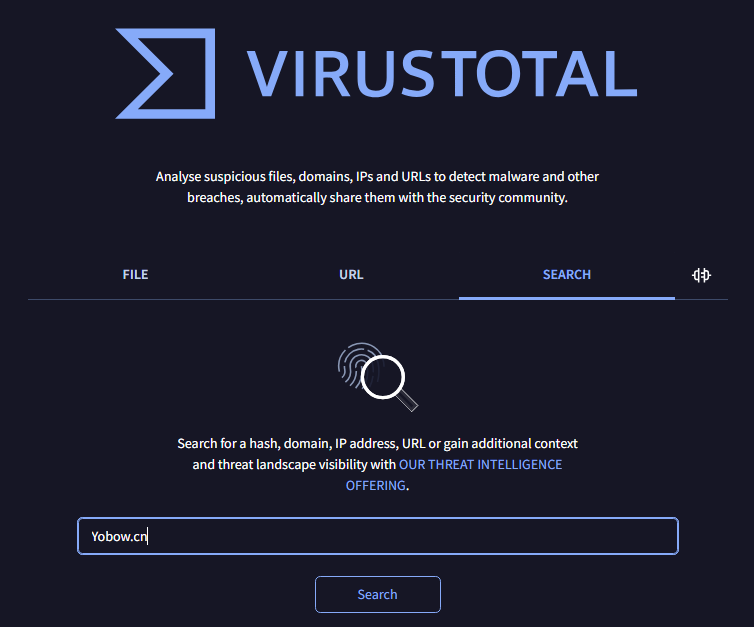 VIRUSTOTAL
Analyse suspicious files, domains, IPs and URLs to detect malware and other
breaches, automatically share them with the security community.
FILE
URL
SEARCH
Search for a hash, domain, IP address, URL or gain additional context
and threat landscape visibility with OUR THREAT INTELLIGENCE
OFFERING.
Yobow.cn
Search